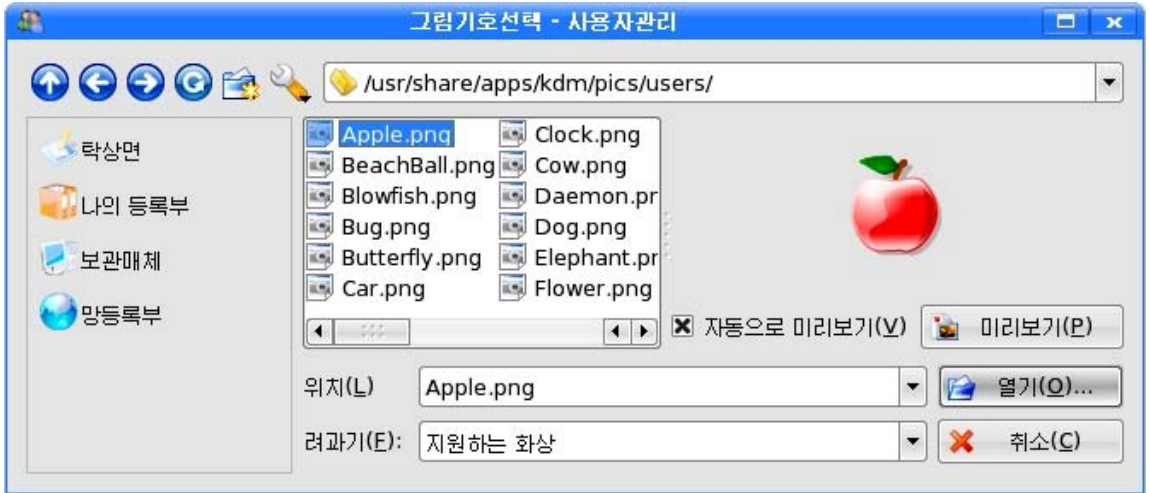 그림기호선택 - 사용자관리
/usr/share/apps/kdm/pics/users/
탁상면
나의 등록부
보관매체
망등록부
Apple.png
BeachBall.png
Blowfish.png
Bug.png
Butterfly.png
Car.png
Clock.png
Cow.png
Daemon.pr
Dog.png
Elephant.pr
Flower.png
자동으로 미리보기(V)
미리보기(P)
위치(L)
Apple.png
열기(O)...
려과기(F):
지원하는 화상
취소(C)